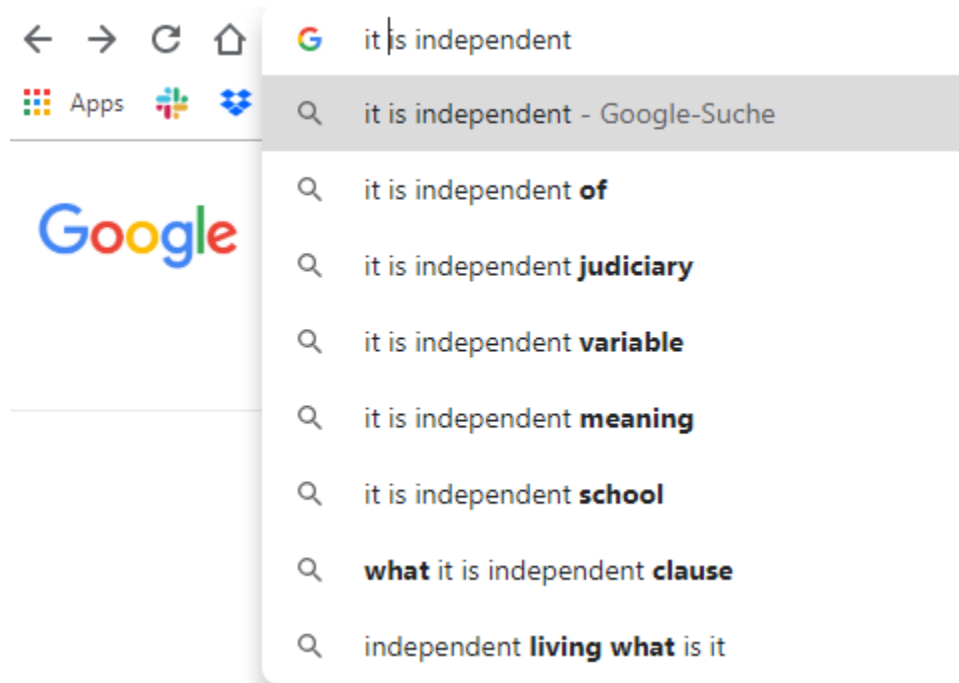 it is independent
Apps
it is independent - Google-Suche
it is independent of
Google
it is independent judiciary
it is independent variable
it is independent meaning
it is independent school
what it is independent clause
independent living what is it